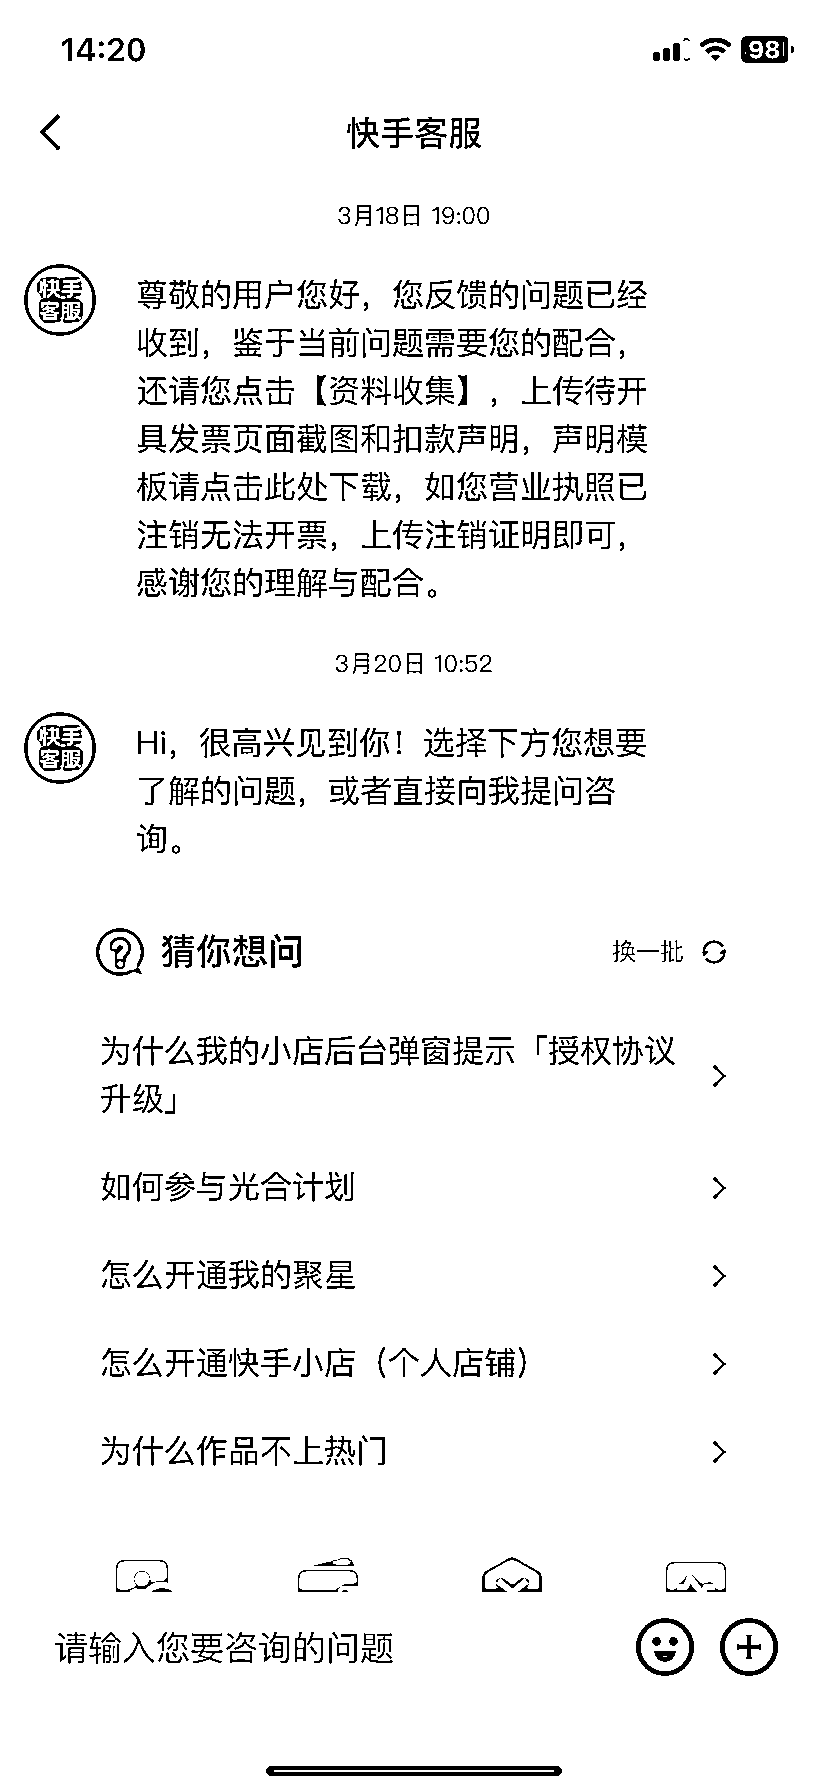 14:20
98
快手客服
3月18日 19:00
快手
客服
尊敬的用户您好，您反馈的问题已经
收到，鉴于当前问题需要您的配合，
还请您点击【资料收集】，上传待开
具发票页面截图和扣款声明，声明模
板请点击此处下载，如您营业执照已
注销无法开票，上传注销证明即可，
感谢您的理解与配合。
3月20日 10:52
快手
客服
Hi，很高兴见到你！选择下方您想要
了解的问题，或者直接向我提问咨
询。
猜你想问
换一批
为什么我的小店后台弹窗提示「授权协议
升级」
如何参与光合计划
怎么开通我的聚星
怎么开通快手小店（个人店铺）
为什么作品不上热门
请输入您要咨询的问题